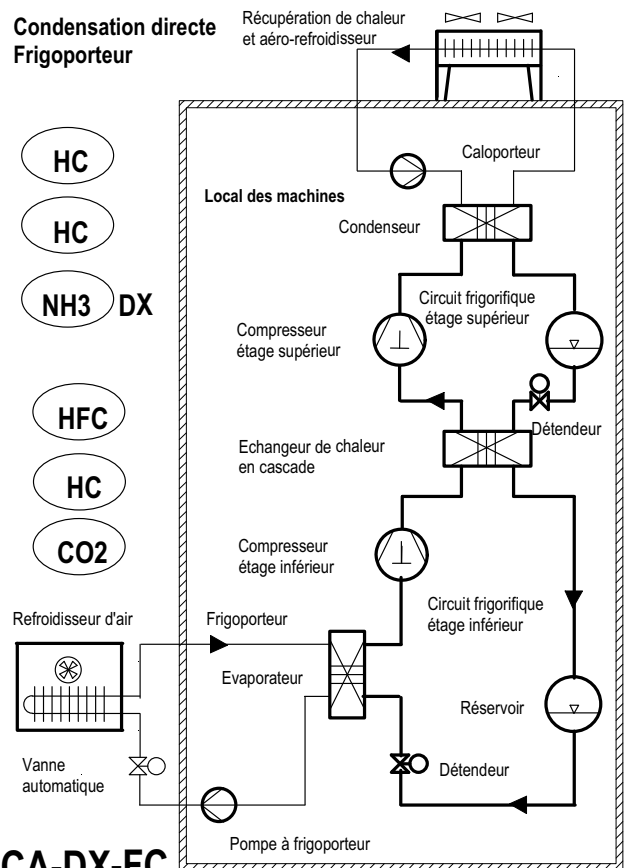 Condensation directe
Frigoporteur
Récupération de chaleur
et aéro-refroidisseur
HC
HC
NH3 DX
HFC
HC
CO2
Caloporteur
Local des machines
Condenseur
Circuit frigorifique
étage supérieur
Compresseur
étage supérieur
Détendeur
Echangeur de chaleur
en cascade
Compresseur
étage inférieur
Circuit frigorifique
étage inférieur
Refroidisseur d'air
Frigoporteur
Evaporateur
Réservoir
Vanne
automatique
Détendeur
Pompe à frigoporteur
CA-DX-FC